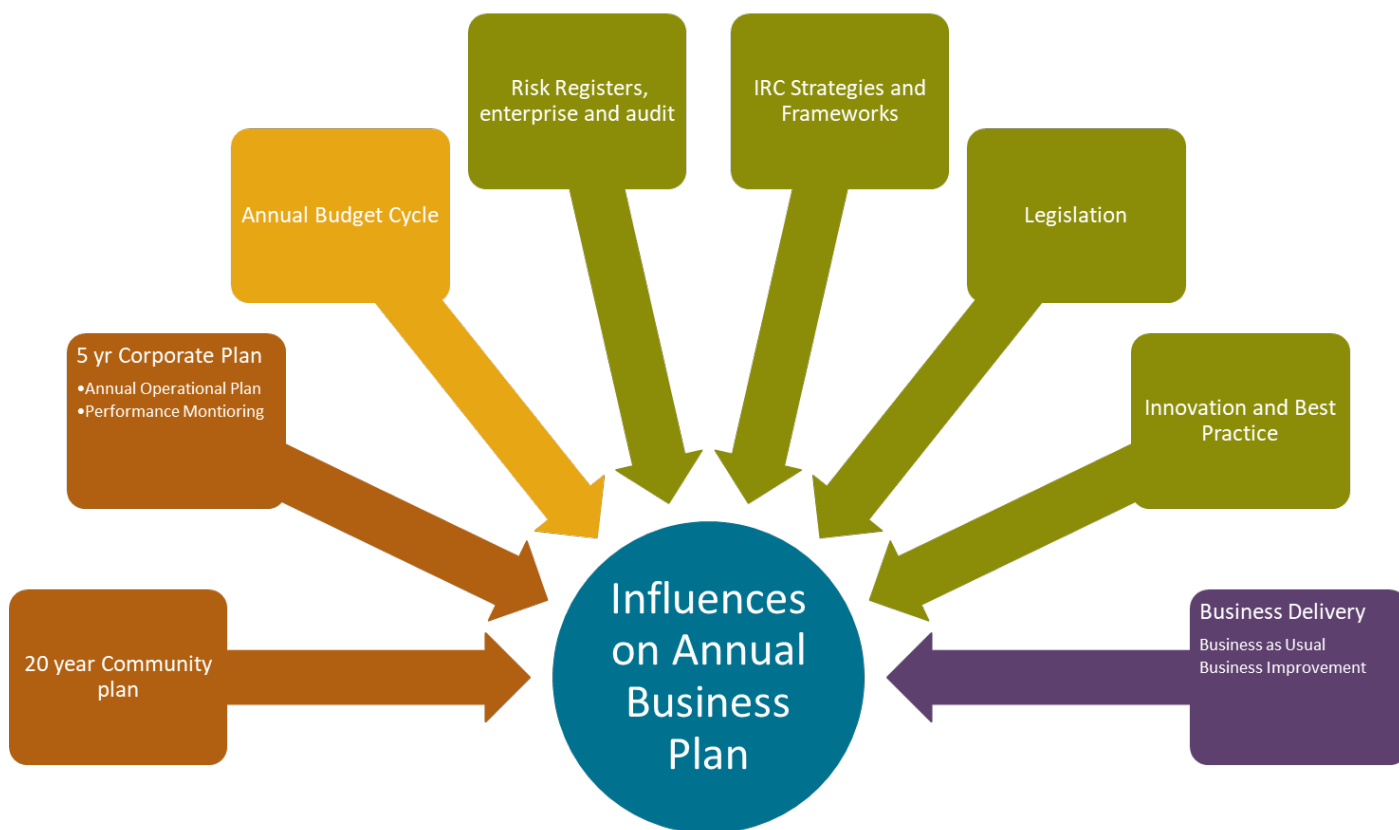 Risk Registers,
enterprise and audit
IRC Strategies and
Frameworks
Annual Budget Cycle
Legislation
5 yr Corporate Plan
•Annual Operational Plan
•Performance Montioring
Innovation and Best
Practice
20 year Community
plan
Influences
on Annual
Business
Plan
Business Delivery
Business as Usual
Business Improvement